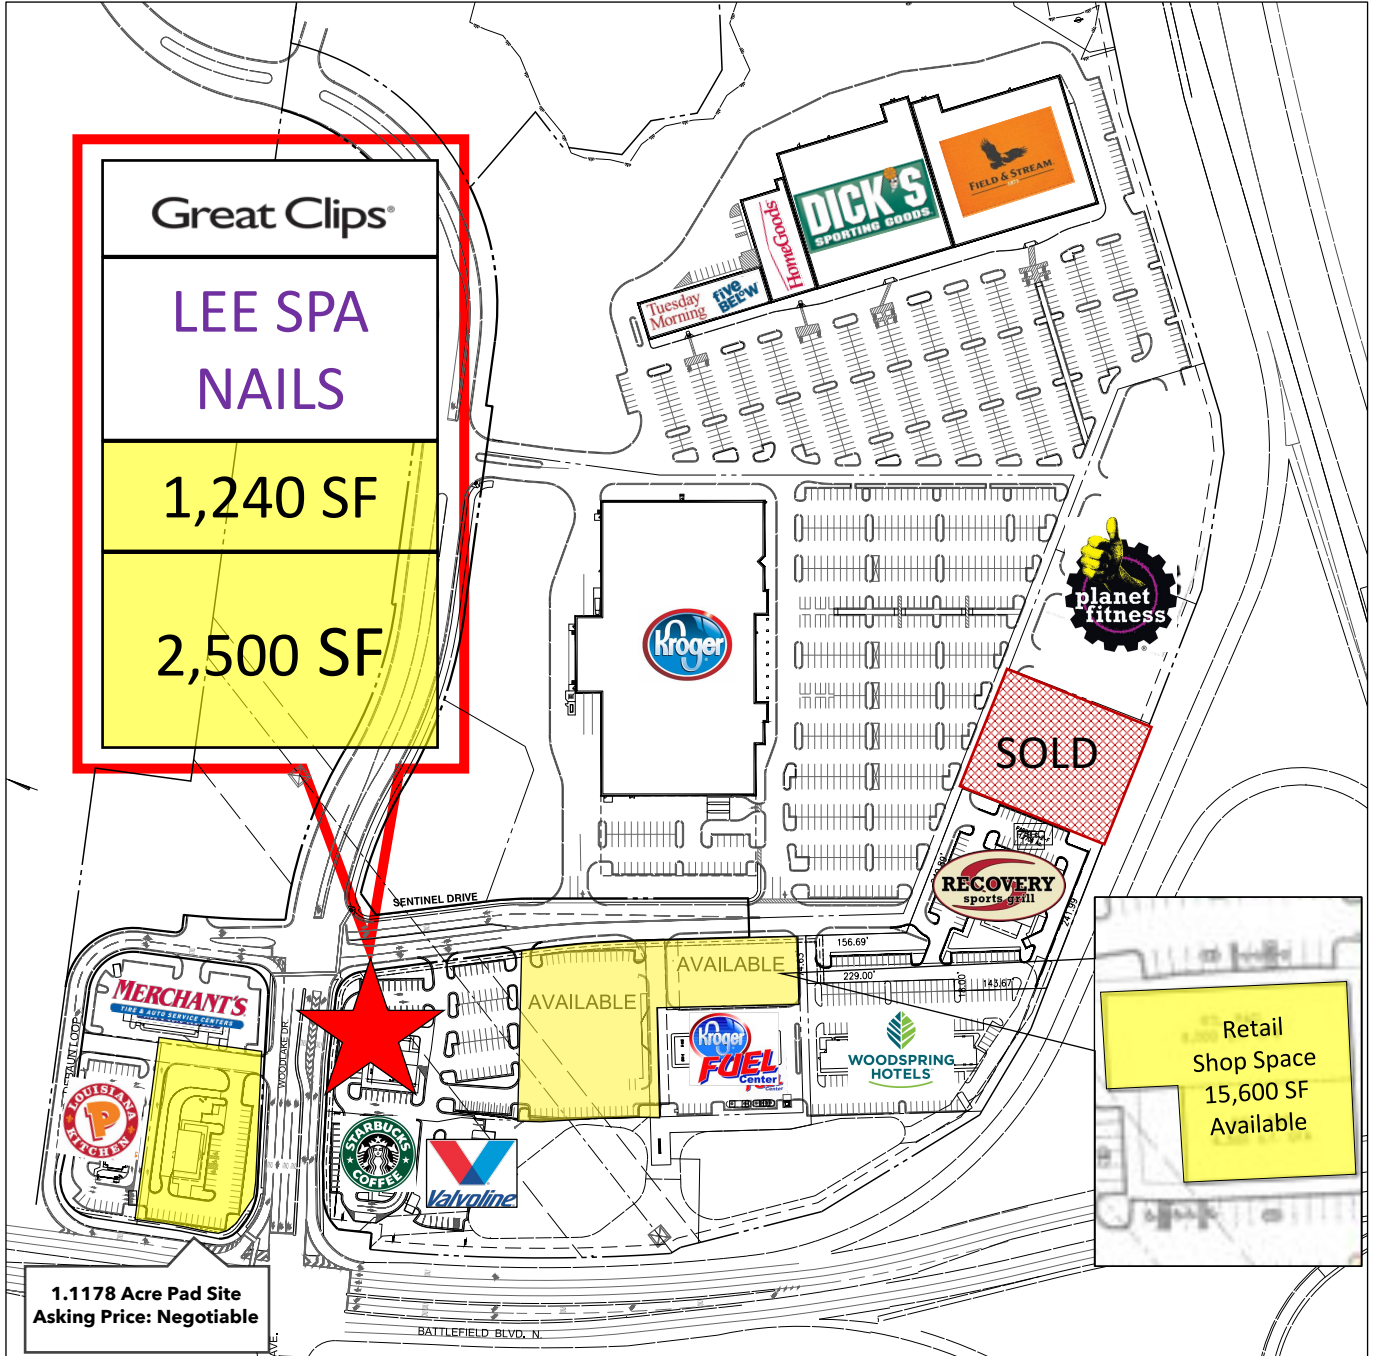 Great Clips®
LEE SPA
NAILS
1,240 SF
2,500 SF
FIELD & STREAM
DICK'S
SPORTING GOODS
HomeGoods
Tuesday
Morning
five
BELOW
Kroger
planet
fitness
SOLD
RECOVERY
sports grill
241.99'
SENTINEL DRIVE
156.69'
229.00'
143.67'
AVAILABLE
AVAILABLE
MERCHANT'S
TIRE & AUTO SERVICE CENTERS
WOODLAKE DR.
LOUISIANA
KITCHEN
STARBUCKS
COFFEE
Valvoline
Kroger
FUEL
Center
WOODSPRING
HOTELS
Retail
Shop Space
15,600 SF
Available
1.1178 Acre Pad Site
Asking Price: Negotiable
AVE.
BATTLEFIELD BLVD. N.